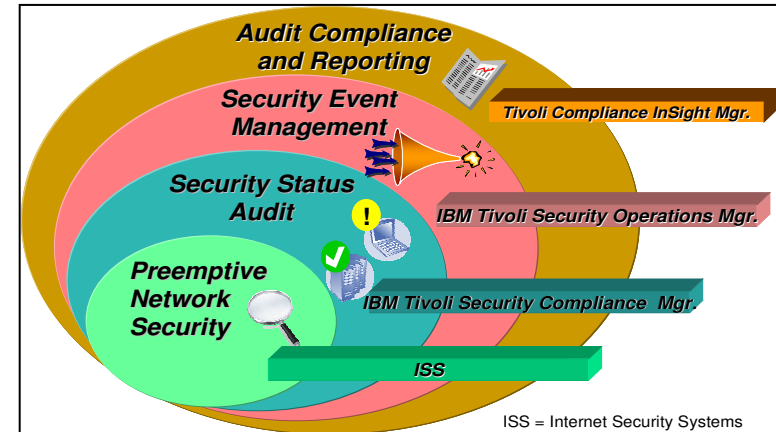 Audit Compliance
and Reporting
Security Event
Management
Tivoli Compliance InSight Mgr.
Security Status
Audit
!
IBM Tivoli Security Operations Mgr.
Preemptive
Network
Security
IBM Tivoli Security Compliance Mgr.
ISS
ISS = Internet Security Systems